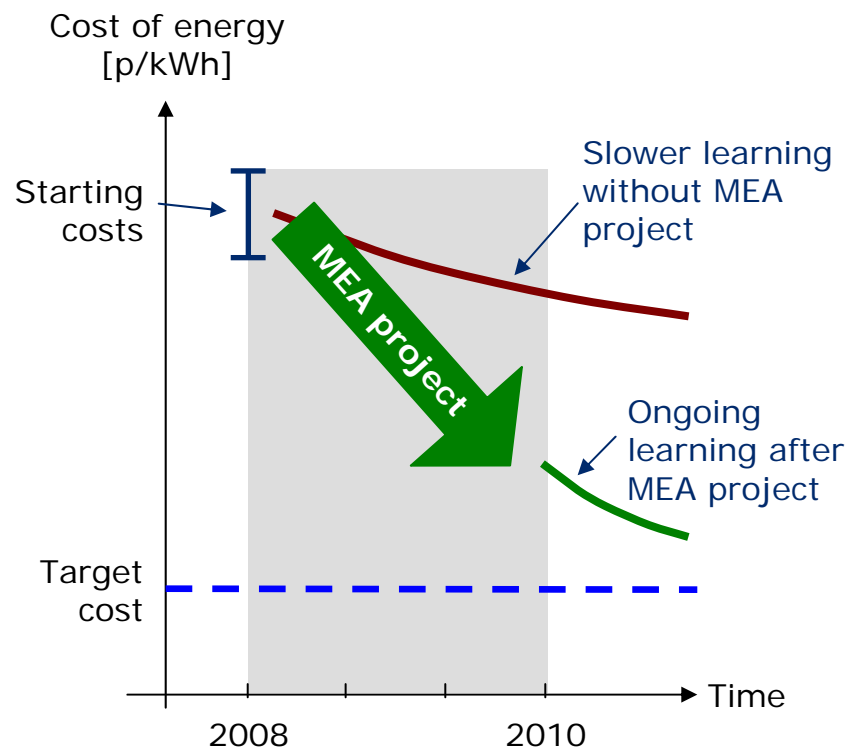 Cost of energy
[p/kWh]
Starting
costs
Slower learning
without MEA
project
MEA project
Ongoing
learning after
MEA project
Target
cost
Time
2008
2010